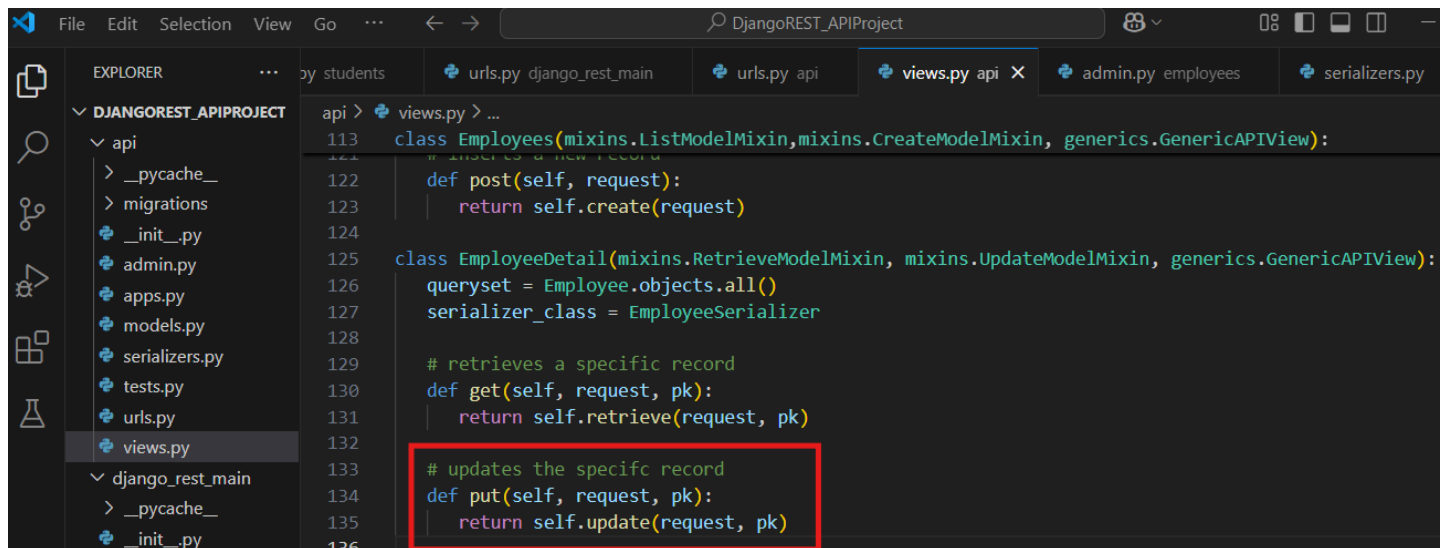 File Edit Selection View Go ··· ← → DjangoREST_APIProject
EXPLORER ···
py students urls.py django_rest_main urls.py api views.py api × admin.py employees serializers.py
DJANGOREST_APIPROJECT
api
__pycache__
migrations
__init__.py
admin.py
apps.py
models.py
serializers.py
tests.py
urls.py
views.py
django_rest_main
__pycache__
__init__.py
api > views.py > ...
113 class Employees(mixins.ListModelMixin,mixins.CreateModelMixin, generics.GenericAPIView):
121 # inserts a new record
122 def post(self, request):
123 return self.create(request)
124
125 class EmployeeDetail(mixins.RetrieveModelMixin, mixins.UpdateModelMixin, generics.GenericAPIView):
126 queryset = Employee.objects.all()
127 serializer_class = EmployeeSerializer
128
129 # retrieves a specific record
130 def get(self, request, pk):
131 return self.retrieve(request, pk)
132
133 # updates the specifc record
134 def put(self, request, pk):
135 return self.update(request, pk)
136